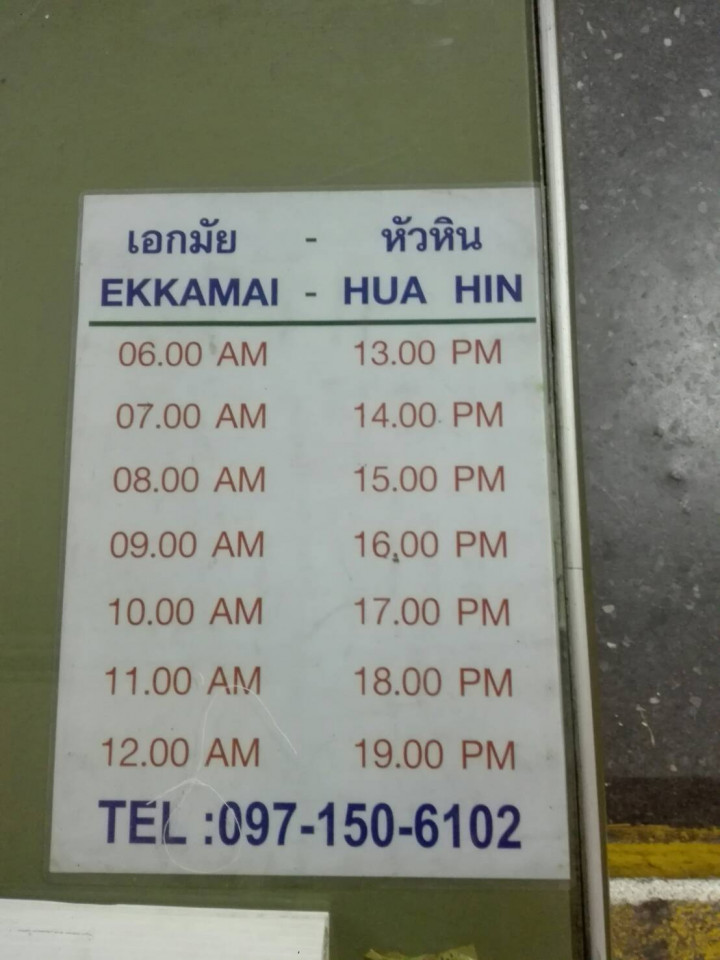 เอกมัย - หัวหิน
EKKAMAI - HUA HIN
06.00 AM 13.00 PM
07.00 AM 14.00 PM
08.00 AM 15.00 PM
09.00 AM 16.00 PM
10.00 AM 17.00 PM
11.00 AM 18.00 PM
12.00 AM 19.00 PM
TEL :097-150-6102